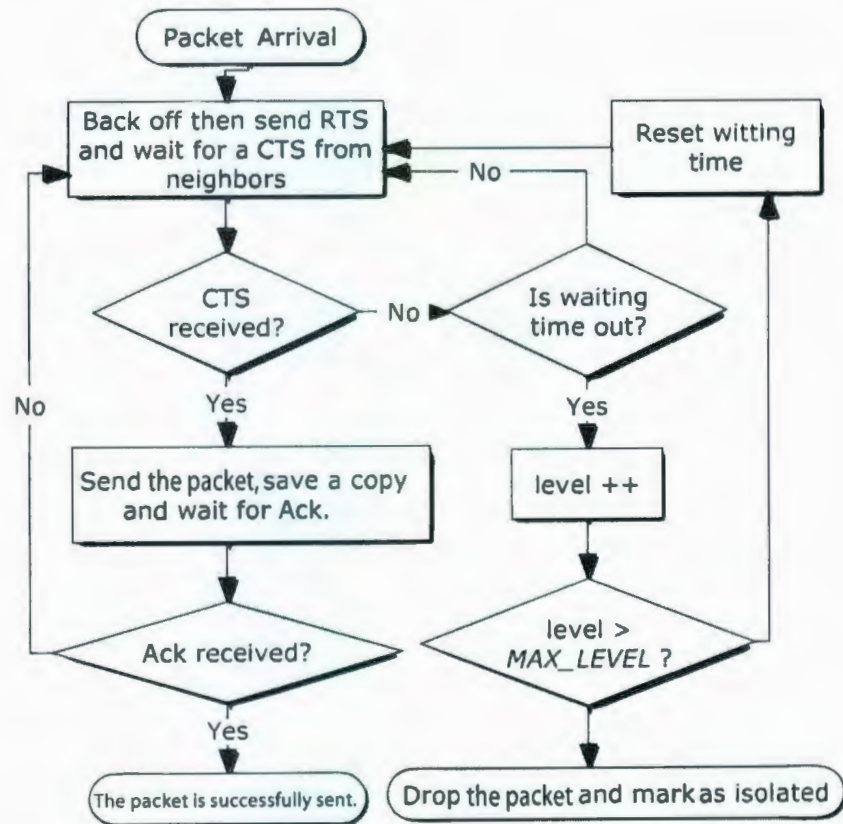 Packet Arrival
Back off then send RTS
and wait for a CTS from
neighbors
Reset witting
time
No
CTS
received?
No
Is waiting
time out?
No
Yes
Yes
Send the packet, save a copy
and wait for Ack.
level ++
Ack received?
level >
MAX_LEVEL ?
Yes
The packet is successfully sent.
Drop the packet and mark as isolated